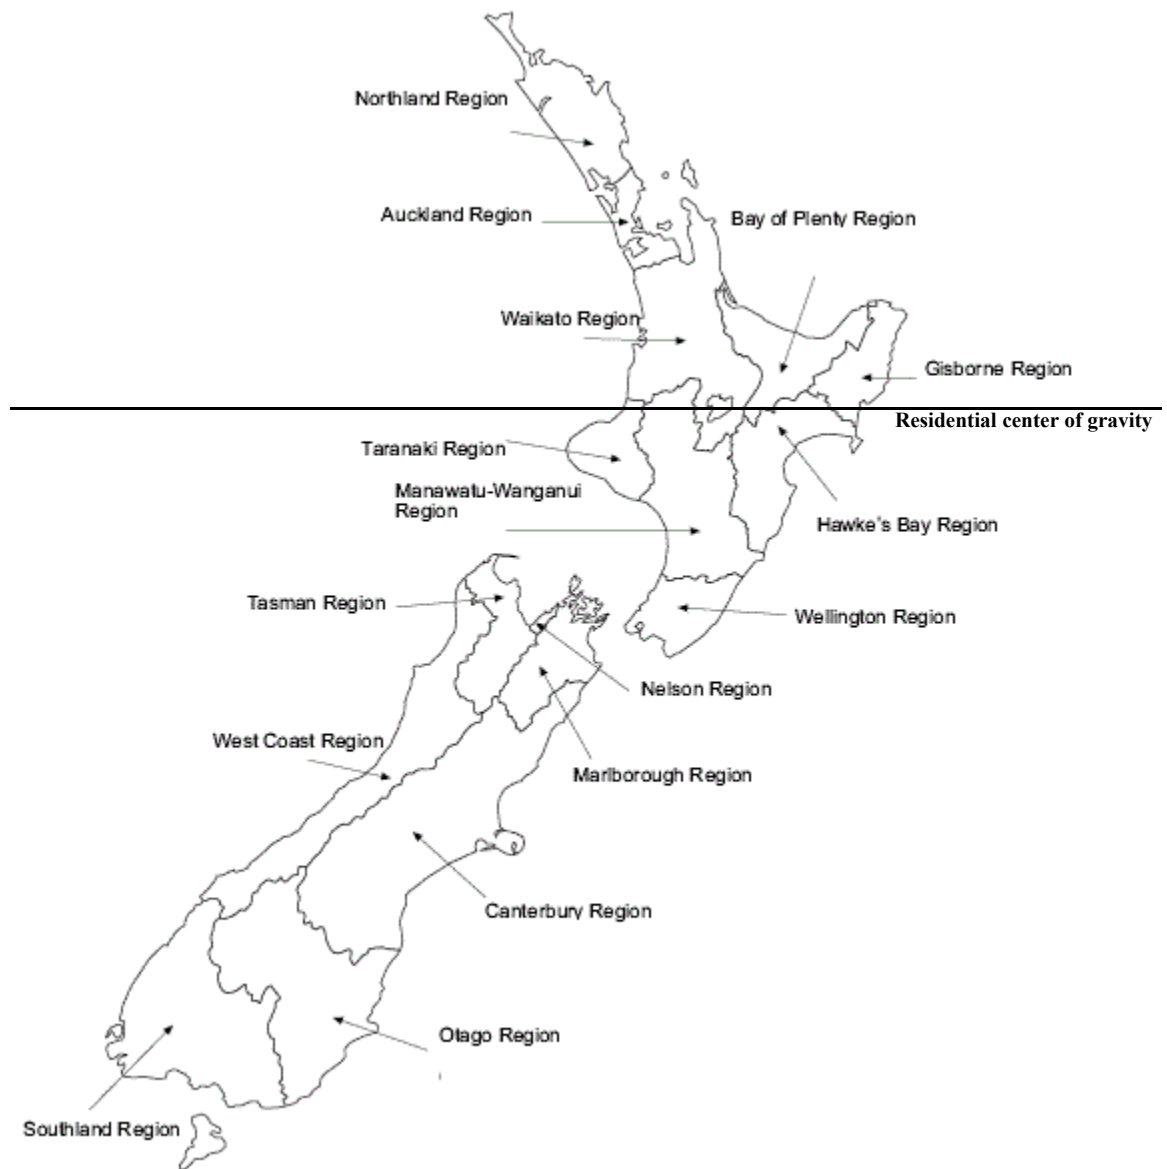 Northland Region
Auckland Region
Bay of Plenty Region
Waikato Region
Gisborne Region
Residential center of gravity
Taranaki Region
Manawatu-Wanganui
Region
Hawke's Bay Region
Tasman Region
Wellington Region
Nelson Region
West Coast Region
Marlborough Region
Canterbury Region
Otago Region
Southland Region